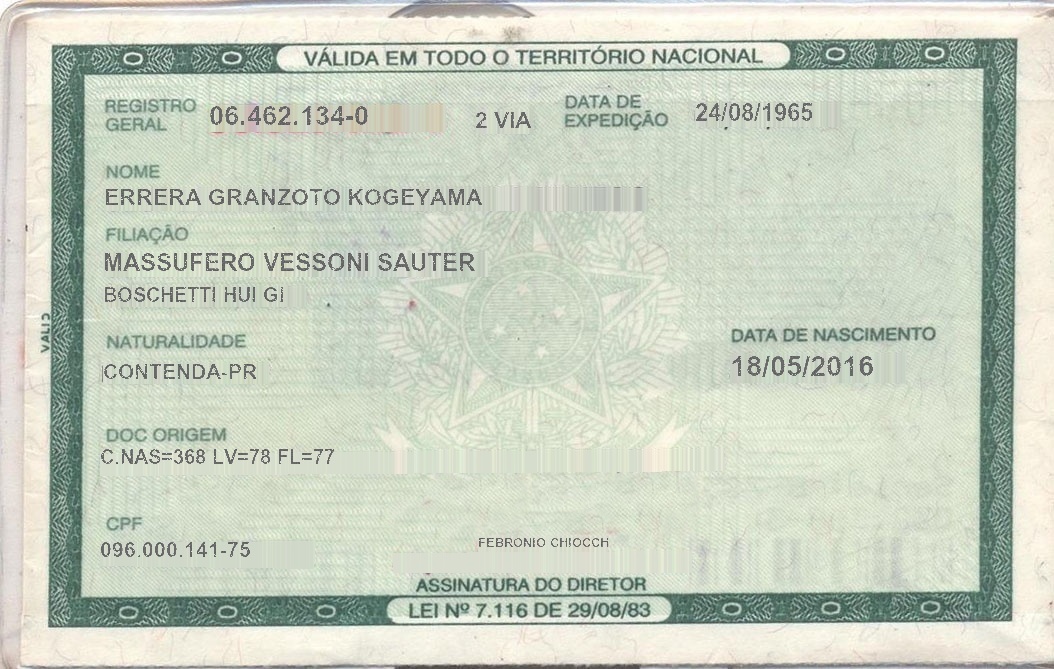 VÁLIDA EM TODO O TERRITÓRIO NACIONAL
REGISTRO GERAL 06.462.134-0 2 VIA DATA DE EXPEDIÇÃO 24/08/1965
NOME
ERRERA GRANZOTO KOGEYAMA
FILIAÇÃO
MASSUFERO VESSONI SAUTER
BOSCHETTI HUI GI
NATURALIDADE DATA DE NASCIMENTO
CONTENDA-PR 18/05/2016
DOC ORIGEM
C.NAS=368 LV=78 FL=77
CPF
096.000.141-75 FEBRONIO CHIOCCH
ASSINATURA DO DIRETOR
LEI Nº 7.116 DE 29/08/83